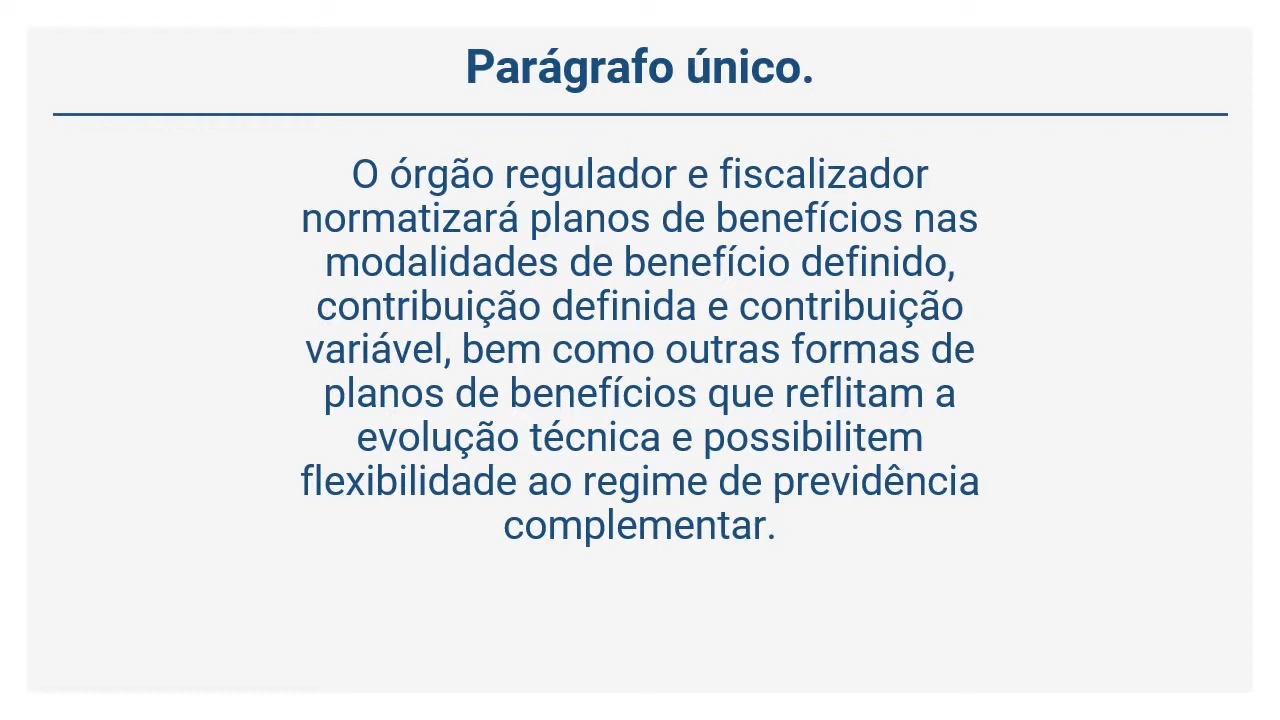 Parágrafo único.
O órgão regulador e fiscalizador
normatizará planos de benefícios nas
modalidades de benefício definido,
contribuição definida e contribuição
variável, bem como outras formas de
planos de benefícios que reflitam a
evolução técnica e possibilitem
flexibilidade ao regime de previdência
complementar.